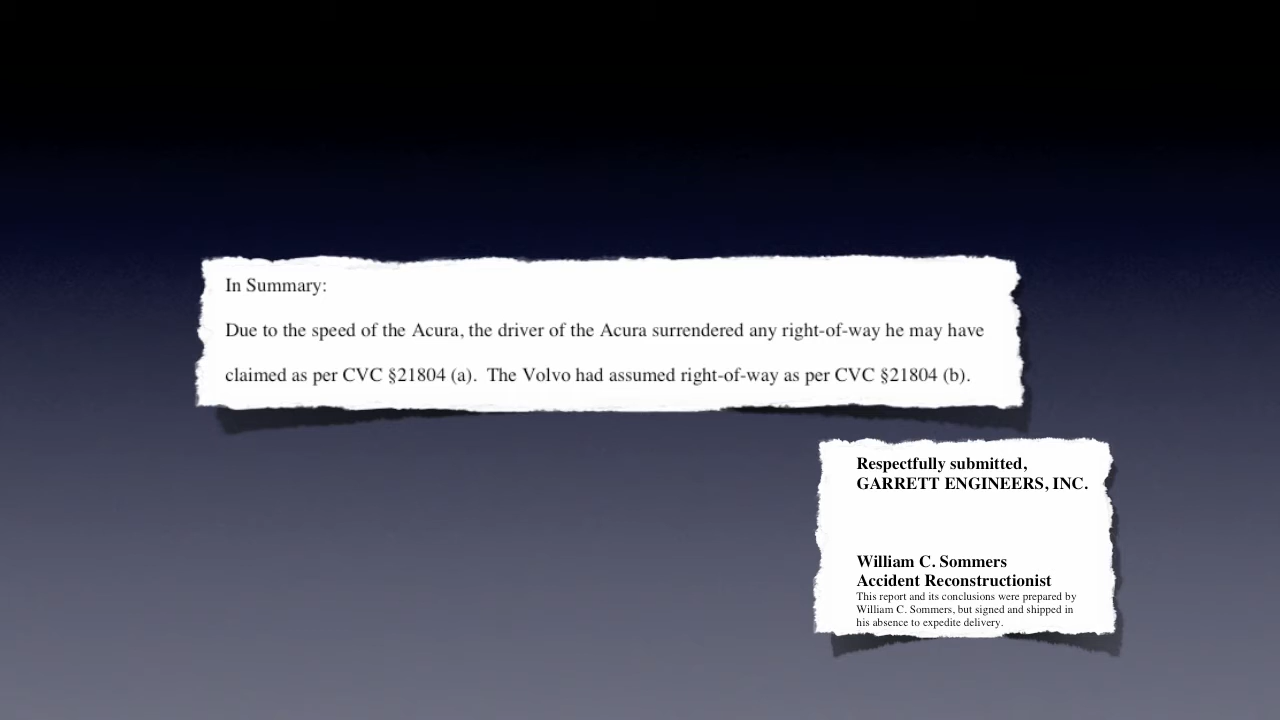 In Summary:
Due to the speed of the Acura, the driver of the Acura surrendered any right-of-way he may have
claimed as per CVC §21804 (a).  The Volvo had assumed right-of-way as per CVC §21804 (b).
Respectfully submitted,
GARRETT ENGINEERS, INC.
William C. Sommers
Accident Reconstructionist
This report and its conclusions were prepared by
William C. Sommers, but signed and shipped in
his absence to expedite delivery.